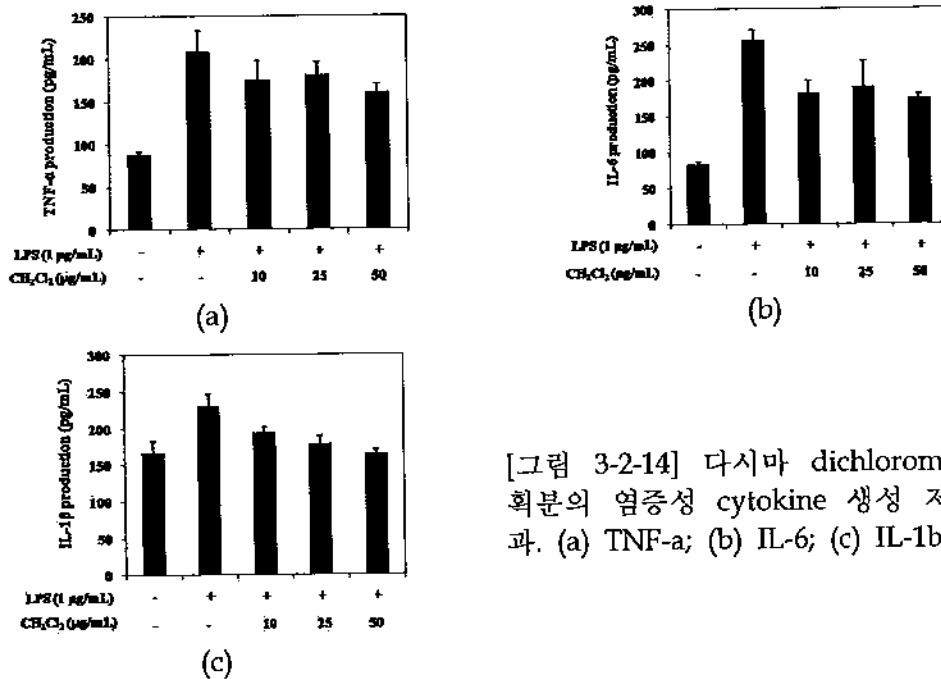 TNF-α production (pg/mL)
250
200
150
100
50
0
LPS (1 µg/mL) - + + + +
CH₂Cl₂ (µg/mL) - - 10 25 50
(a)
IL-6 production (pg/mL)
300
250
200
150
100
50
0
LPS (1 µg/mL) - + + + +
CH₂Cl₂ (µg/mL) - - 10 25 50
(b)
IL-1β production (pg/mL)
300
250
200
150
100
50
0
LPS (1 µg/mL) - + + + +
CH₂Cl₂ (µg/mL) - - 10 25 50
(c)
[그림 3-2-14] 다시마 dichlorom
획분의 염증성 cytokine 생성 저
과. (a) TNF-a; (b) IL-6; (c) IL-1b